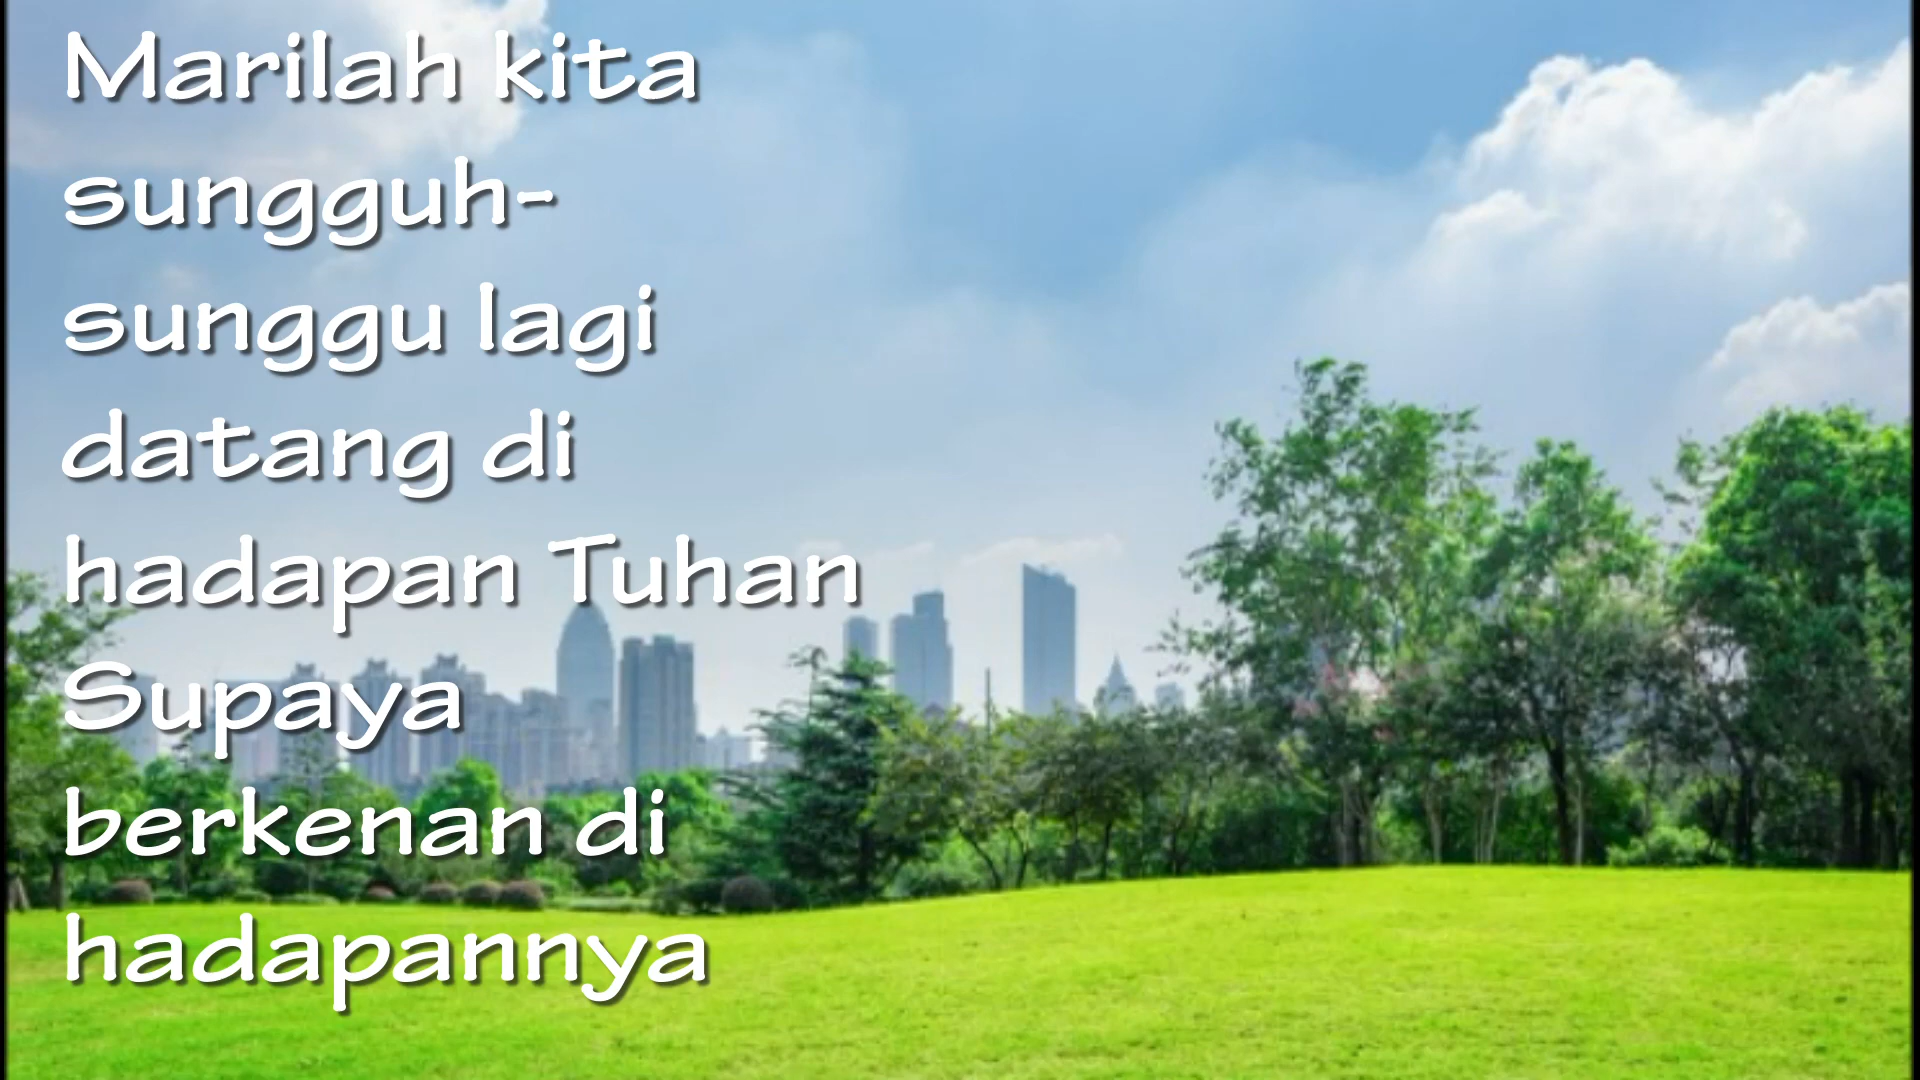 Marilah kita
sungguh-
sunggu lagi
datang di
hadapan Tuhan
Supaya
berkenan di
hadapannya